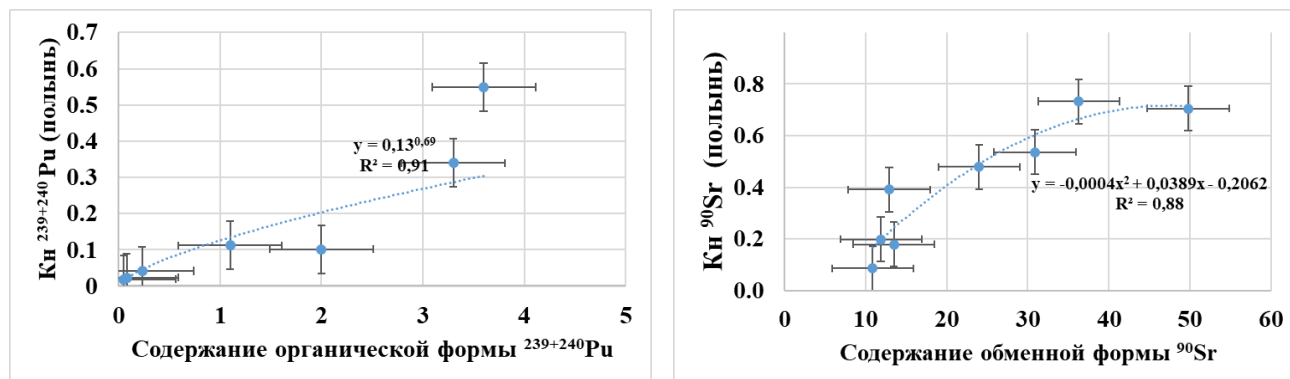 Кн ²³⁹⁺²⁴⁰Pu (полынь)
0.7
0.6
0.5
0.4
0.3
0.2
0.1
0
y = 0,13⁰,⁶⁹
R² = 0,91
0 1 2 3 4 5
Содержание органической формы ²³⁹⁺²⁴⁰Pu
Кн ⁹⁰Sr (полынь)
0.8
0.6
0.4
0.2
0.0
y = -0,0004x² + 0,0389x - 0,2062
R² = 0,88
0 10 20 30 40 50 60
Содержание обменной формы ⁹⁰Sr